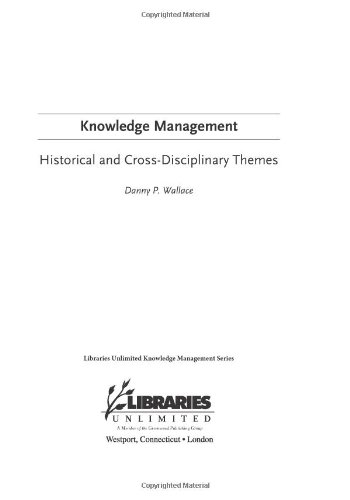 Copyrighted Material
Knowledge Management
Historical and Cross-Disciplinary Themes
Danny P. Wallace
Libraries Unlimited Knowledge Management Series
LIBRARIES
UNLIMITED
A Member of the Greenwood Publishing Group
Westport, Connecticut • London
Copyrighted Material